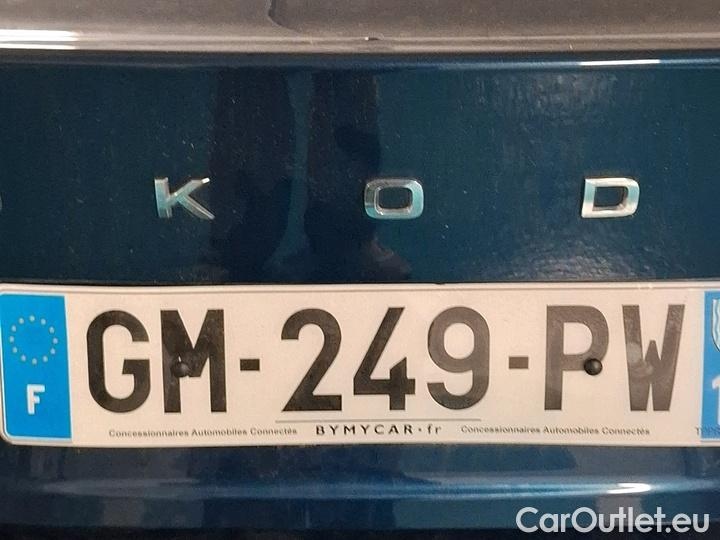 K O D
F GM-249-PW
Concessionnaires Automobiles Connectés BYMYCAR.fr Concessionnaires Automobiles Connectés
CarOutlet.eu